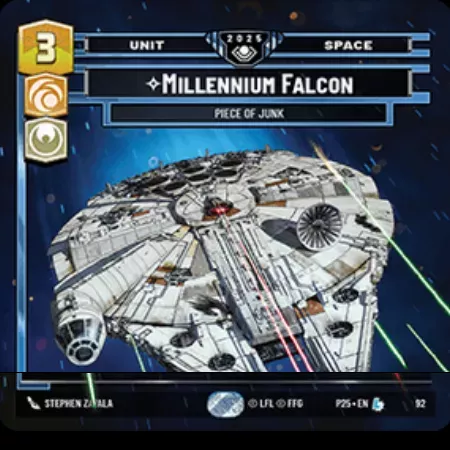 3
UNIT
2025
SPACE
MILLENNIUM FALCON
PIECE OF JUNK
STEPHEN ZAVALA
© LFL © FFG
P25 • EN
92